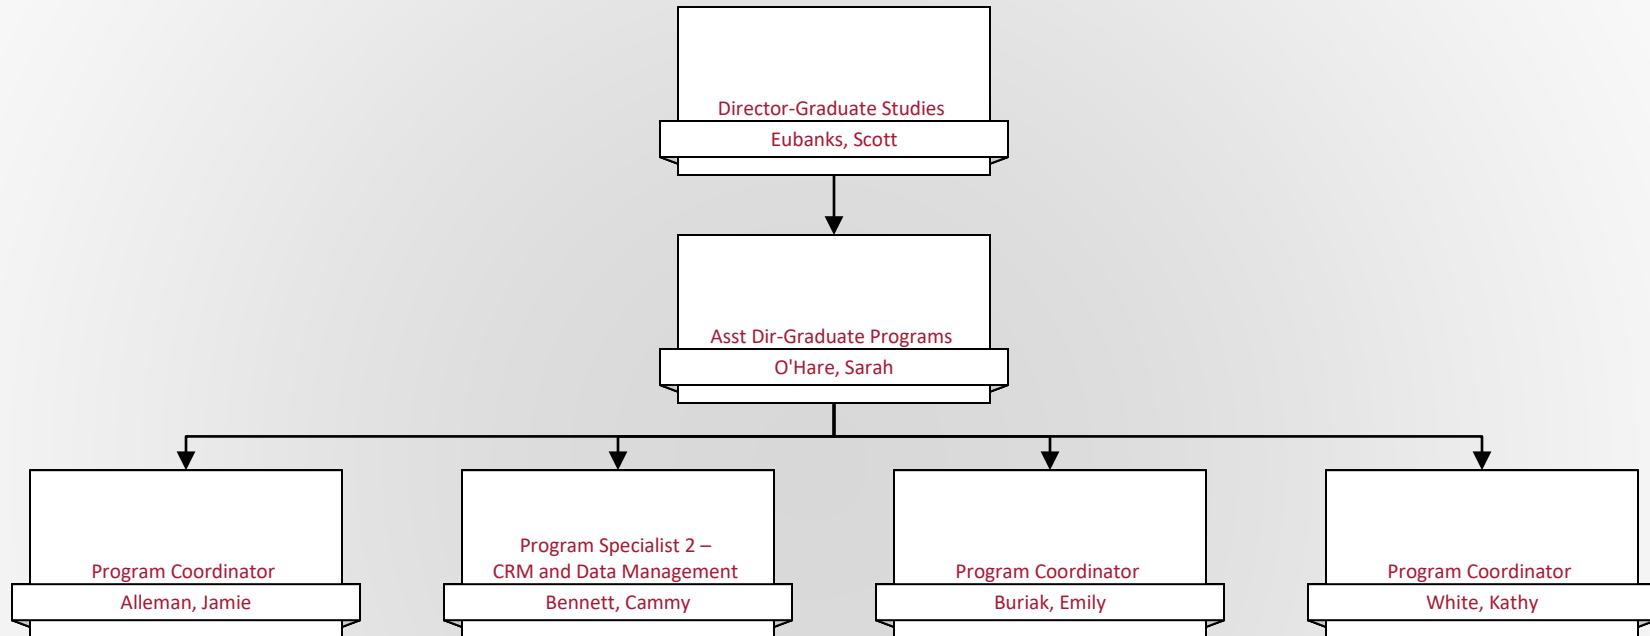 Director-Graduate Studies
Eubanks, Scott
Asst Dir-Graduate Programs
O'Hare, Sarah
Program Coordinator
Alleman, Jamie
Program Specialist 2 –
CRM and Data Management
Bennett, Cammy
Program Coordinator
Buriak, Emily
Program Coordinator
White, Kathy